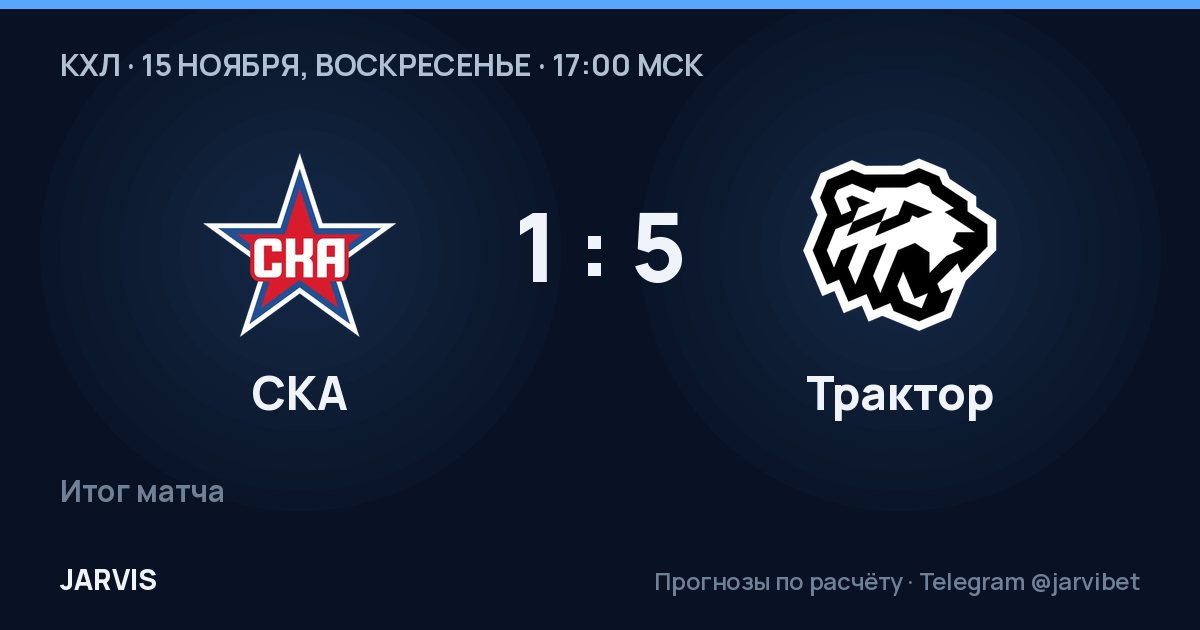 КХЛ · 15 НОЯБРЯ, ВОСКРЕСЕНЬЕ · 17:00 МСК
СКА
1 : 5
СКА
Трактор
Итог матча
JARVIS
Прогнозы по расчёту · Telegram @jarvibet